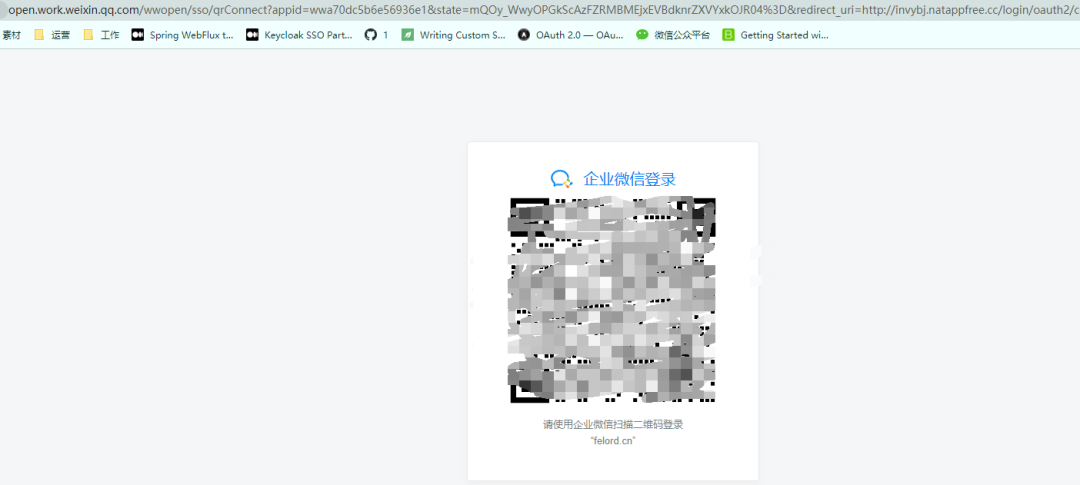 open.work.weixin.qq.com/wwopen/sso/qrConnect?appid=wwa70dc5b6e56936e1&state=mQOy_WwyOPGkScAzFZRMBMEjxEVBdknrZXVYxkOJR04%3D&redirect_uri=http://invybj.natappfree.cc/login/oauth2/c
素材 运营 工作 Spring WebFlux t... Keycloak SSO Part... 1 Writing Custom S... OAuth 2.0 — OAu... 微信公众平台 Getting Started wi...
企业微信登录
请使用企业微信扫描二维码登录
“felord.cn”